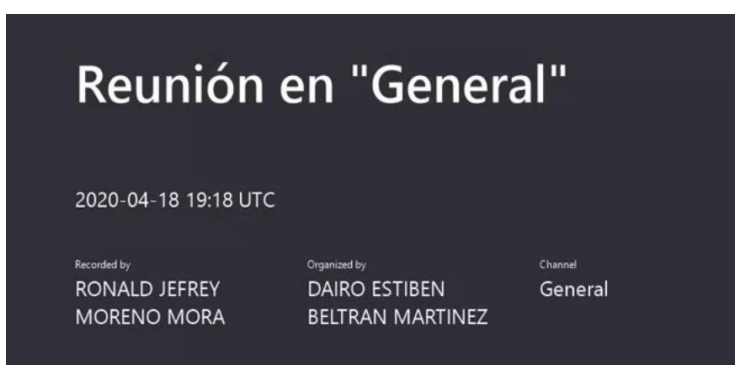 Reunión en "General"
2020-04-18 19:18 UTC
Recorded by
RONALD JEFREY
MORENO MORA
Organized by
DAIRO ESTIBEN
BELTRAN MARTINEZ
Channel
General